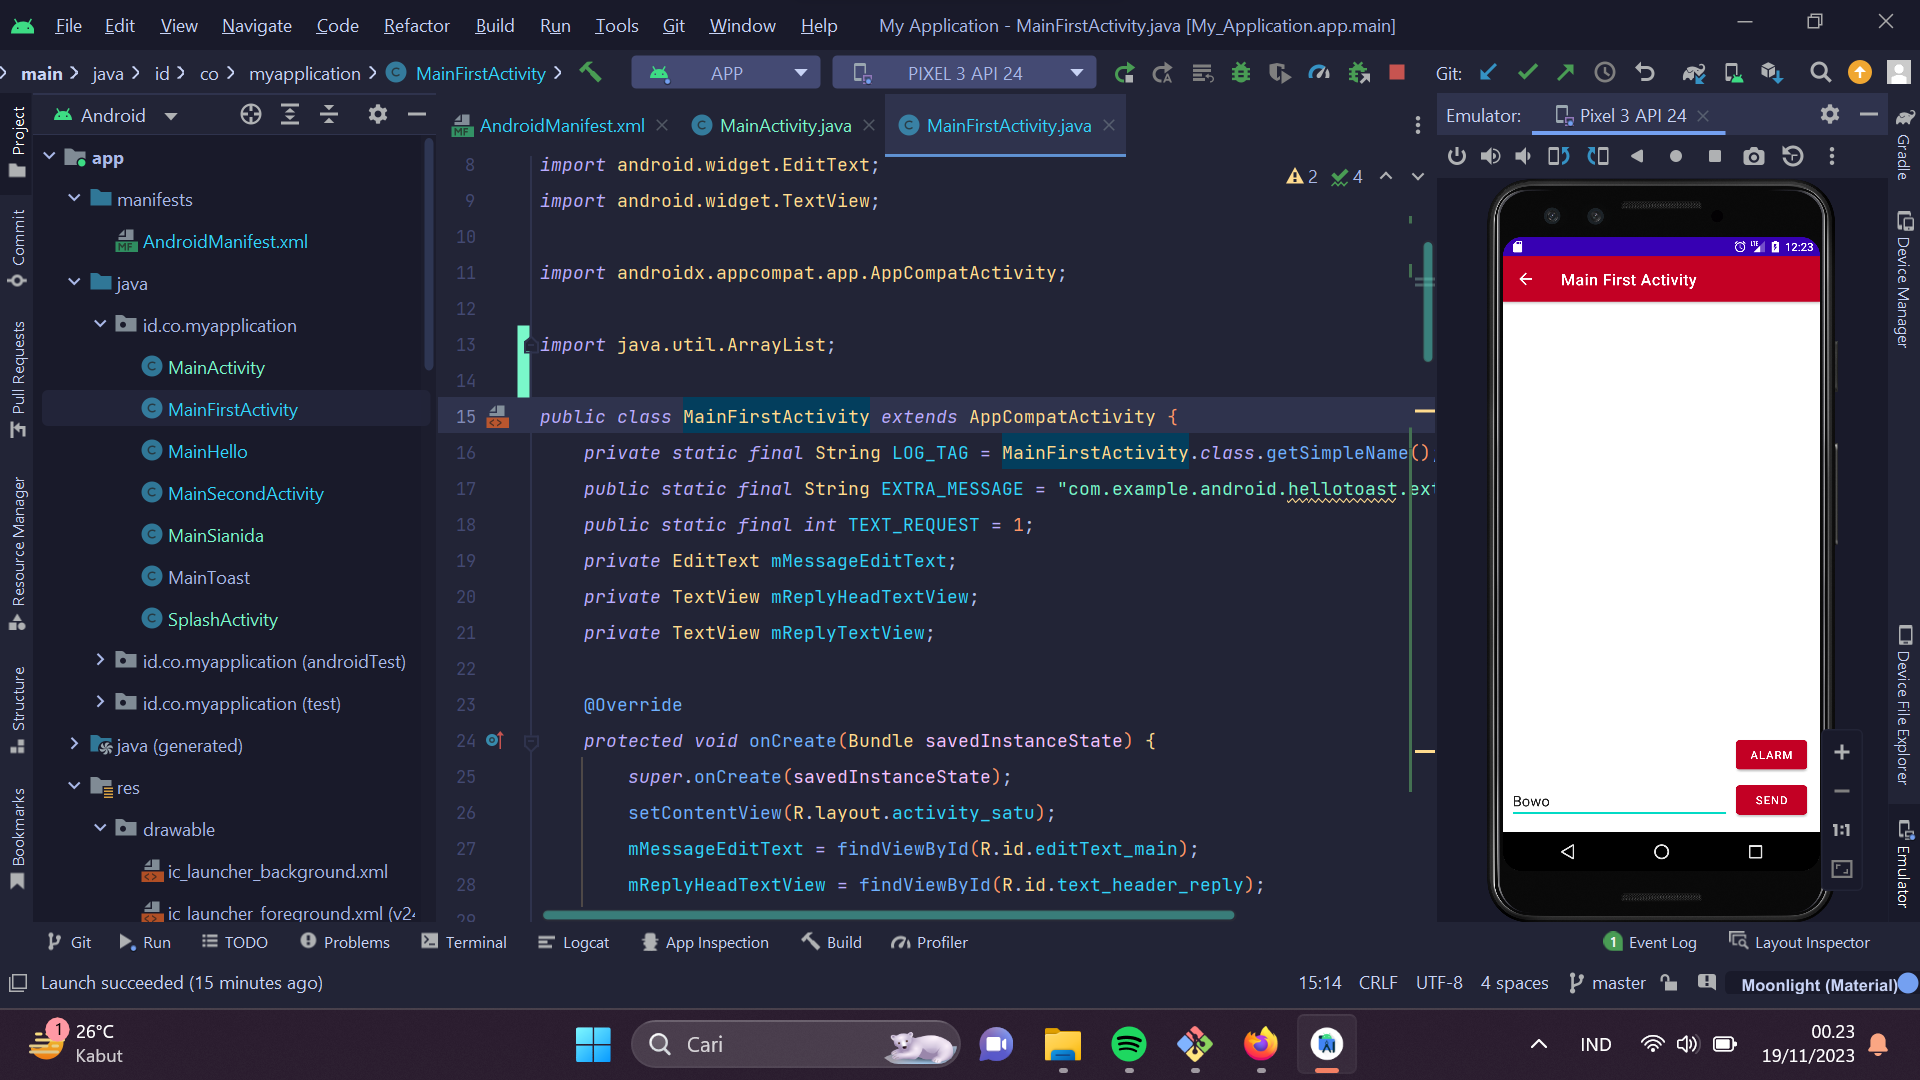 File Edit View Navigate Code Refactor Build Run Tools Git Window Help My Application - MainFirstActivity.java [My_Application.app.main]
main java id co myapplication MainFirstActivity APP PIXEL 3 API 24 Git:
Android
AndroidManifest.xml MainActivity.java MainFirstActivity.java
Emulator: Pixel 3 API 24
Project
Commit
Pull Requests
Resource Manager
Structure
Bookmarks
app
manifests
AndroidManifest.xml
java
id.co.myapplication
MainActivity
MainFirstActivity
MainHello
MainSecondActivity
MainSianida
MainToast
SplashActivity
id.co.myapplication (androidTest)
id.co.myapplication (test)
java (generated)
res
drawable
ic_launcher_background.xml
ic_launcher_foreground.xml (v24
2 4
8 import android.widget.EditText;
9 import android.widget.TextView;
10
11 import androidx.appcompat.app.AppCompatActivity;
12
13 import java.util.ArrayList;
14
15 public class MainFirstActivity extends AppCompatActivity {
16 private static final String LOG_TAG = MainFirstActivity.class.getSimpleName();
17 public static final String EXTRA_MESSAGE = "com.example.android.hellotoast.ext
18 public static final int TEXT_REQUEST = 1;
19 private EditText mMessageEditText;
20 private TextView mReplyHeadTextView;
21 private TextView mReplyTextView;
22
23 @Override
24 protected void onCreate(Bundle savedInstanceState) {
25 super.onCreate(savedInstanceState);
26 setContentView(R.layout.activity_satu);
27 mMessageEditText = findViewById(R.id.editText_main);
28 mReplyHeadTextView = findViewById(R.id.text_header_reply);
29
LTE 12:23
Main First Activity
ALARM
Bowo SEND
1:1
Gradle
Device Manager
Device File Explorer
Emulator
Git Run TODO Problems Terminal Logcat App Inspection Build Profiler 1 Event Log Layout Inspector
Launch succeeded (15 minutes ago) 15:14 CRLF UTF-8 4 spaces master Moonlight (Material)
1 26°C
Kabut
Cari
IND
00.23
19/11/2023